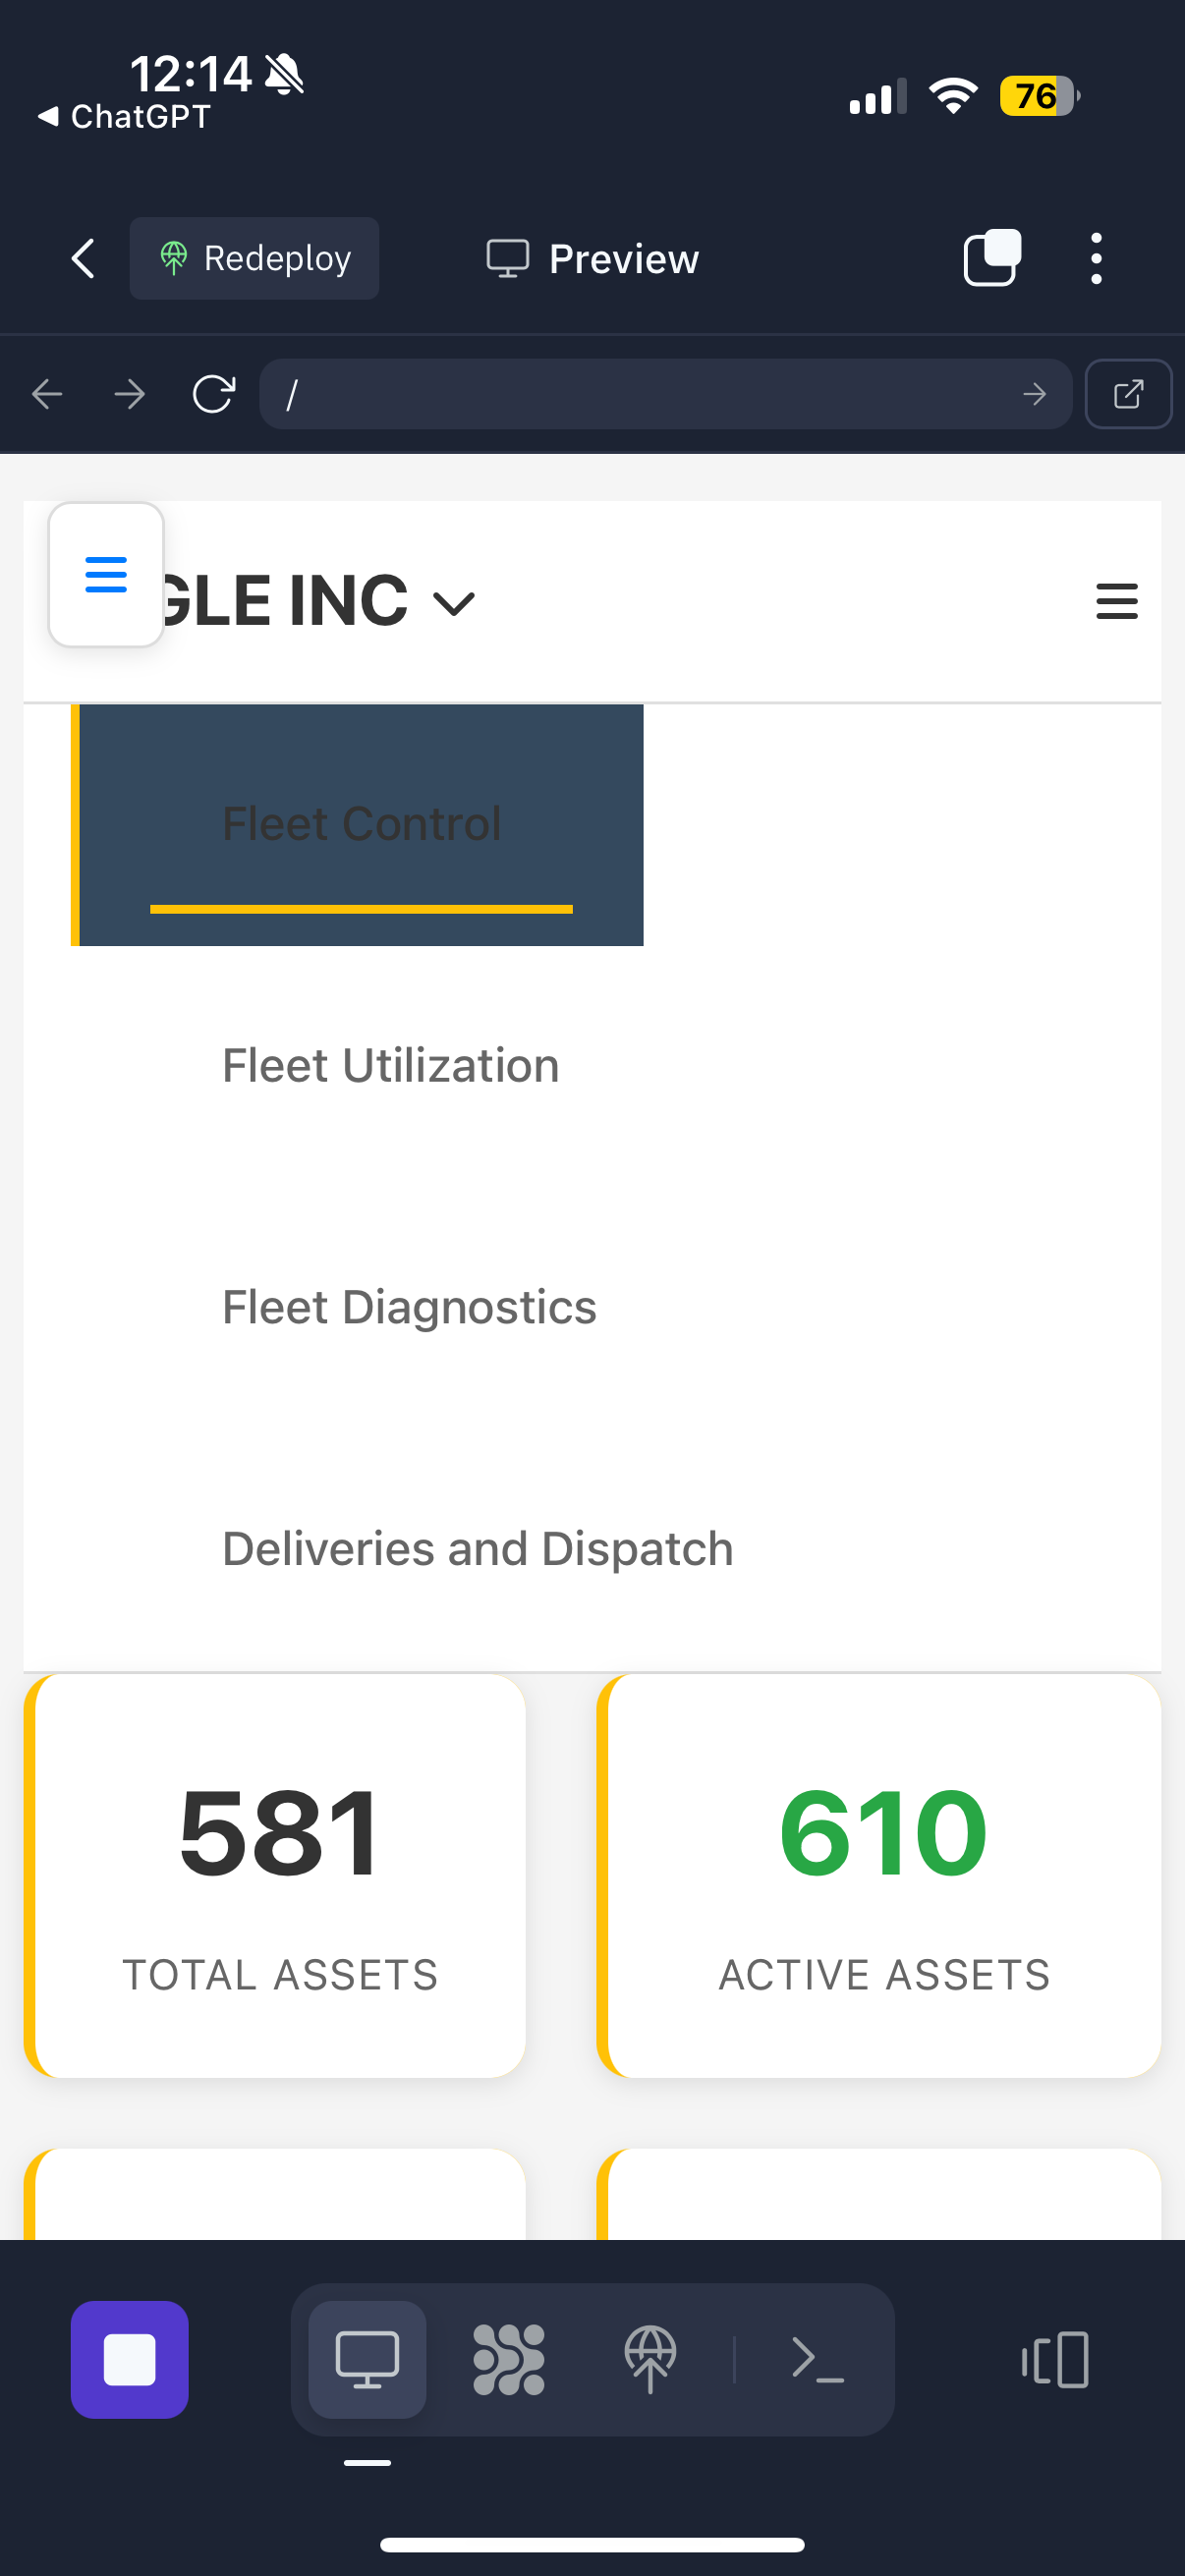 12:14
ChatGPT
76
Redeploy
Preview
/
GLE INC
Fleet Control
Fleet Utilization
Fleet Diagnostics
Deliveries and Dispatch
581
610
TOTAL ASSETS
ACTIVE ASSETS